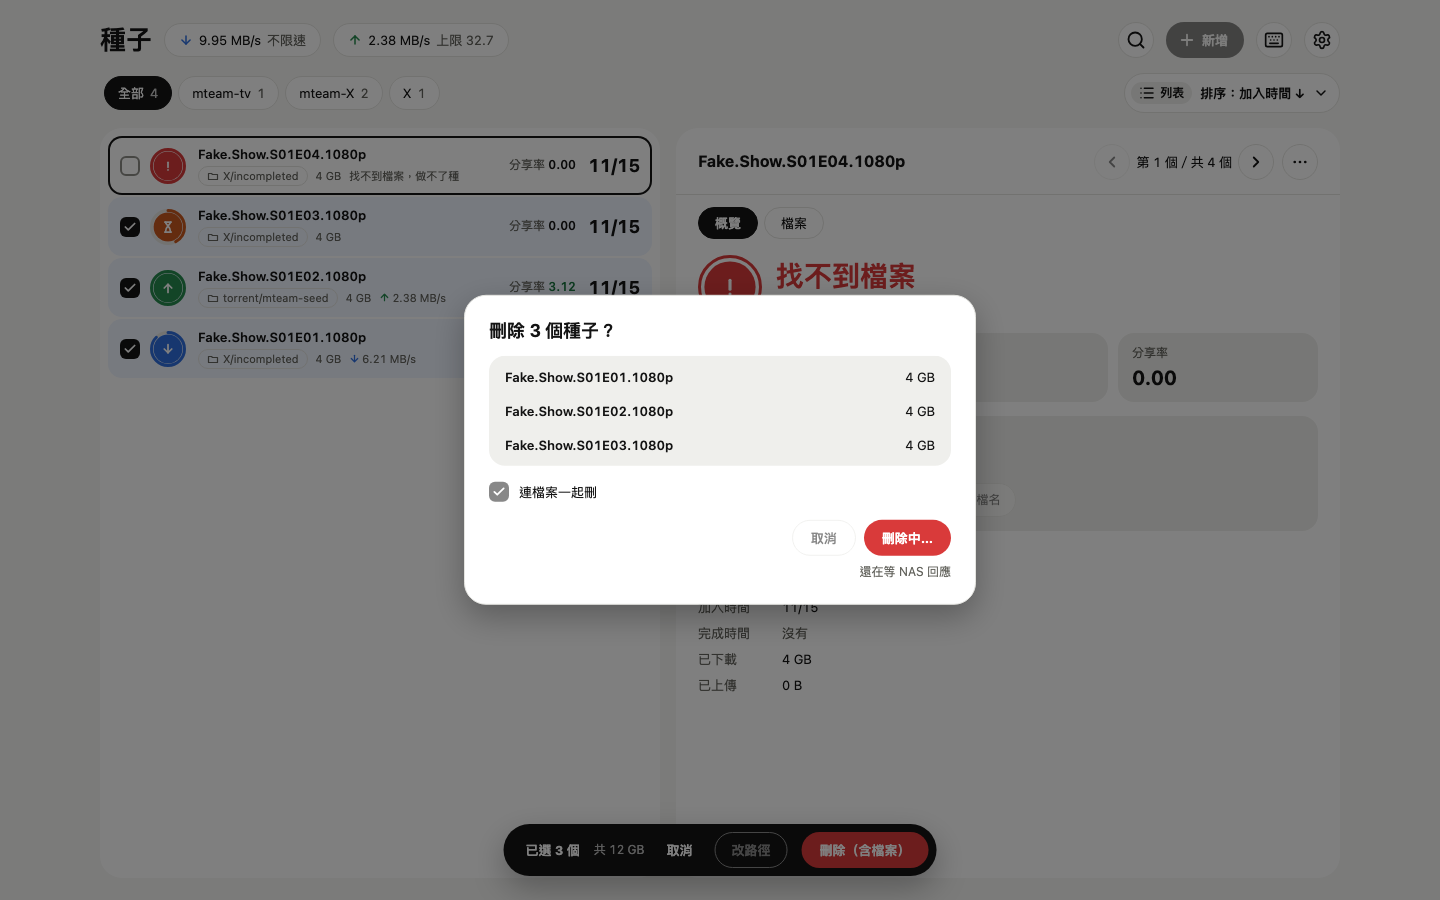 種子
9.95 MB/s 不限速
2.38 MB/s 上限 32.7
新增
全部 4
mteam-tv 1
mteam-X 2
X 1
列表
排序：加入時間
Fake.Show.S01E04.1080p
X/incompleted 4 GB 找不到檔案，做不了種
分享率 0.00 11/15
Fake.Show.S01E03.1080p
X/incompleted 4 GB
分享率 0.00 11/15
Fake.Show.S01E02.1080p
torrent/mteam-seed 4 GB 2.38 MB/s
分享率 3.12 11/15
Fake.Show.S01E01.1080p
X/incompleted 4 GB 6.21 MB/s
Fake.Show.S01E04.1080p
第 1 個 / 共 4 個
概覽
檔案
找不到檔案
分享率
0.00
檔名
加入時間 11/15
完成時間 沒有
已下載 4 GB
已上傳 0 B
刪除 3 個種子？
Fake.Show.S01E01.1080p 4 GB
Fake.Show.S01E02.1080p 4 GB
Fake.Show.S01E03.1080p 4 GB
連檔案一起刪
取消
刪除中...
還在等 NAS 回應
已選 3 個 共 12 GB 取消 改路徑 刪除（含檔案）